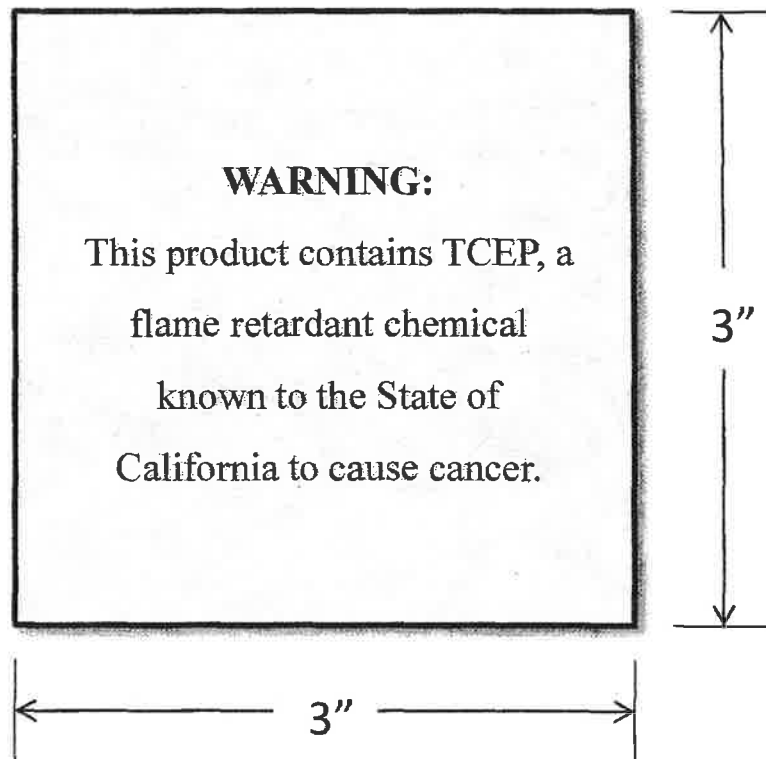 WARNING:
This product contains TCEP, a
flame retardant chemical
known to the State of
California to cause cancer.
3”
3”